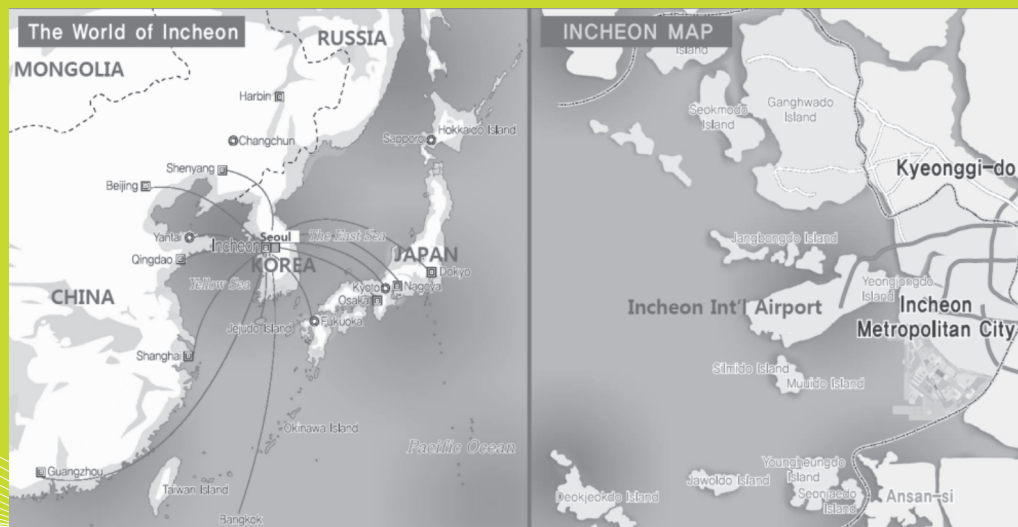 The World of Incheon
RUSSIA
MONGOLIA
Harbin
Changchun
Sapporo
Hokkaido Island
Shenyang
Beijing
Yantai
Incheon
Seoul
The East Sea
KOREA
JAPAN
Qingdao
Yellow Sea
Dokyo
Kyoto
Nagoya
Osaka
CHINA
Jejudo Island
Fukuoka
Shanghai
Okinawa Island
Pacific Ocean
Guangzhou
Taiwan Island
Bangkok
INCHEON MAP
Island
Seokmodo
Island
Ganghwado
Island
Kyeonggi-do
Jangbongdo Island
Yeongjongdo
Island
Incheon Int'l Airport
Incheon
Metropolitan City
Silmido Island
Muuido Island
Deokjeokdo Island
Jawoldo Island
Youngheungdo
Island
Seonjaedo
Island
Ansan-si